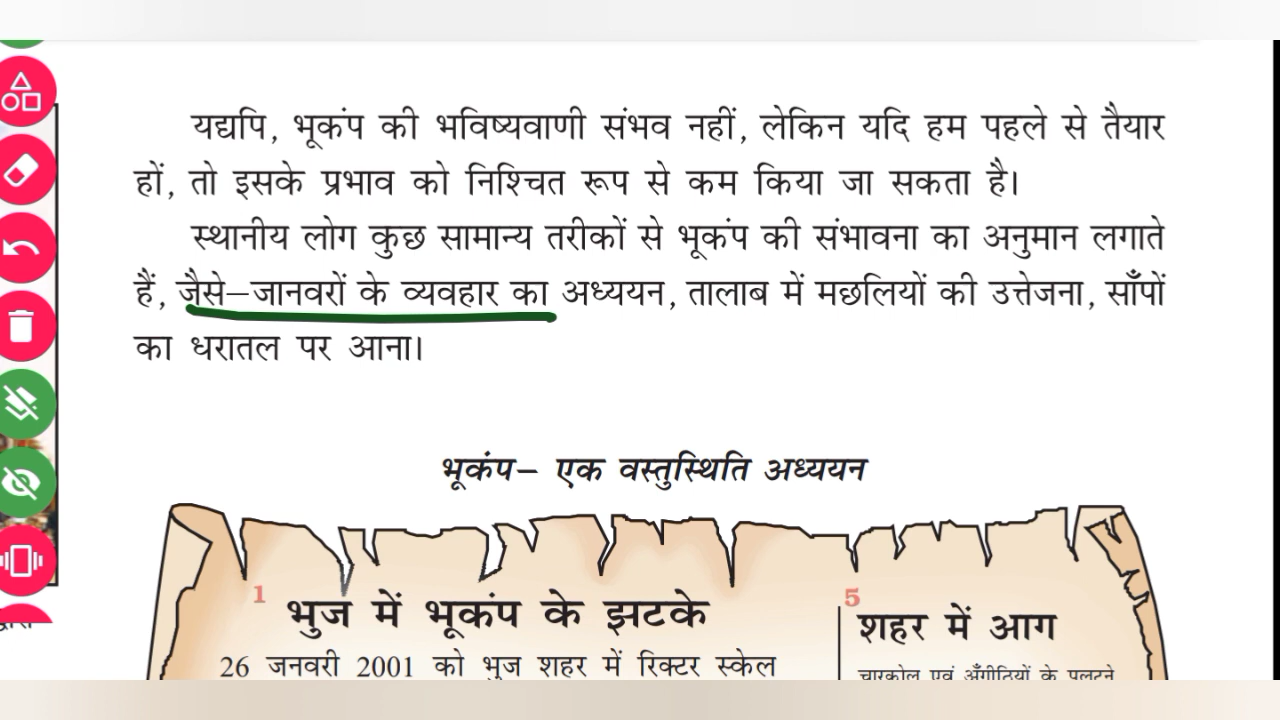 यद्यपि, भूकंप की भविष्यवाणी संभव नहीं, लेकिन यदि हम पहले से तैयार
हों, तो इसके प्रभाव को निश्चित रूप से कम किया जा सकता है।
स्थानीय लोग कुछ सामान्य तरीकों से भूकंप की संभावना का अनुमान लगाते
हैं, जैसे–जानवरों के व्यवहार का अध्ययन, तालाब में मछलियों की उत्तेजना, साँपों
का धरातल पर आना।
भूकंप– एक वस्तुस्थिति अध्ययन
1
भुज में भूकंप के झटके
26 जनवरी 2001 को भुज शहर में रिक्टर स्केल
5
शहर में आग
चारकोल एवं अँगीठियों के पलटने